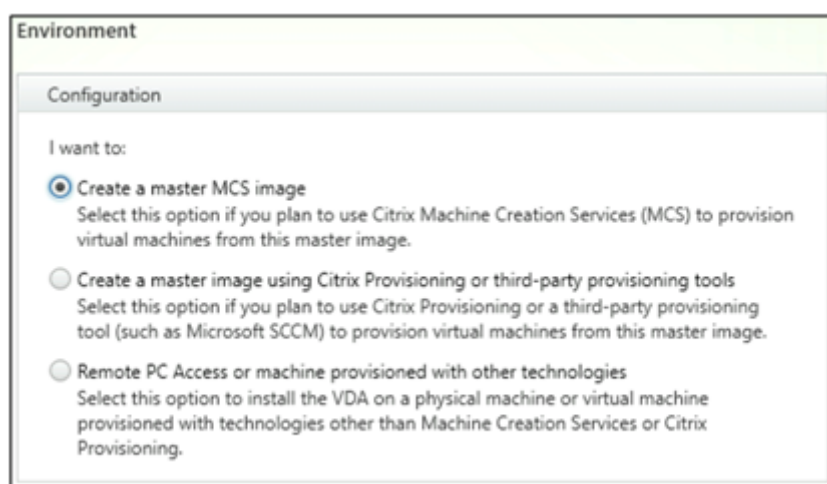 Environment
Configuration
I want to:
Create a master MCS image
Select this option if you plan to use Citrix Machine Creation Services (MCS) to provision
virtual machines from this master image.
Create a master image using Citrix Provisioning or third-party provisioning tools
Select this option if you plan to use Citrix Provisioning or a third-party provisioning
tool (such as Microsoft SCCM) to provision virtual machines from this master image.
Remote PC Access or machine provisioned with other technologies
Select this option to install the VDA on a physical machine or virtual machine
provisioned with technologies other than Machine Creation Services or Citrix
Provisioning.